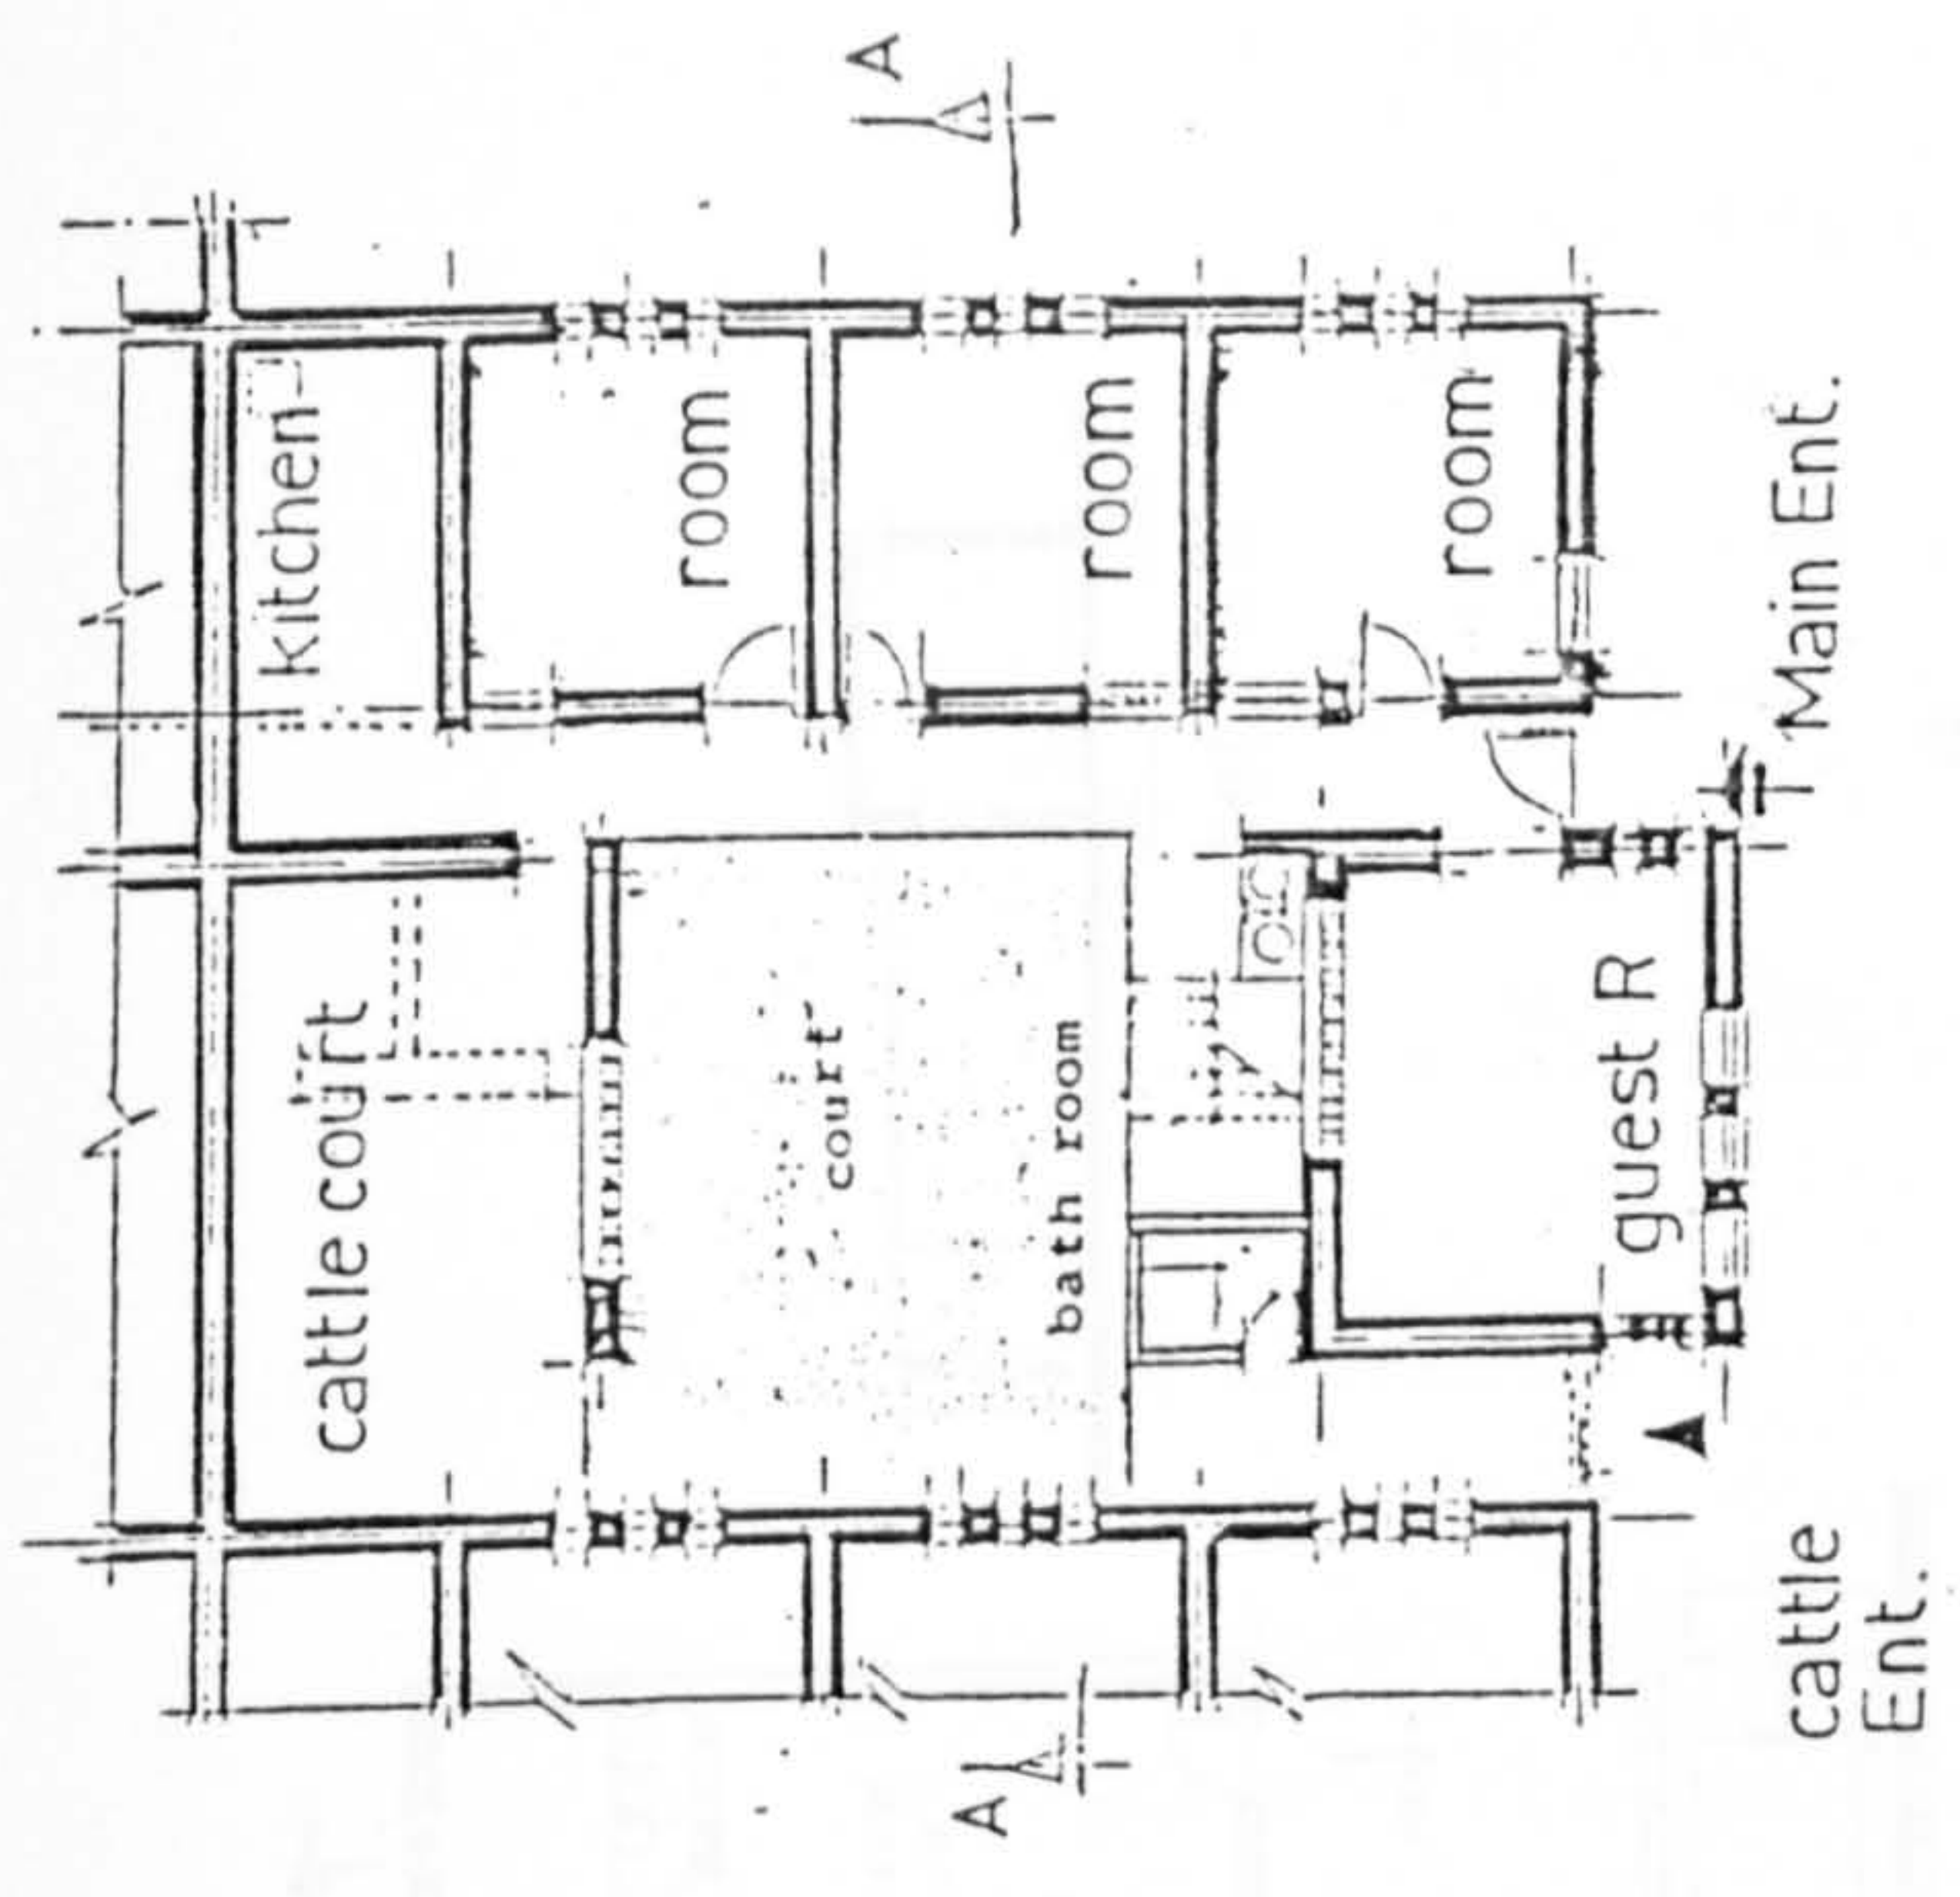 A
kitchen
room
room
room
Main Ent.
cattle court
court
bath room
guest R
cattle
Ent.
A